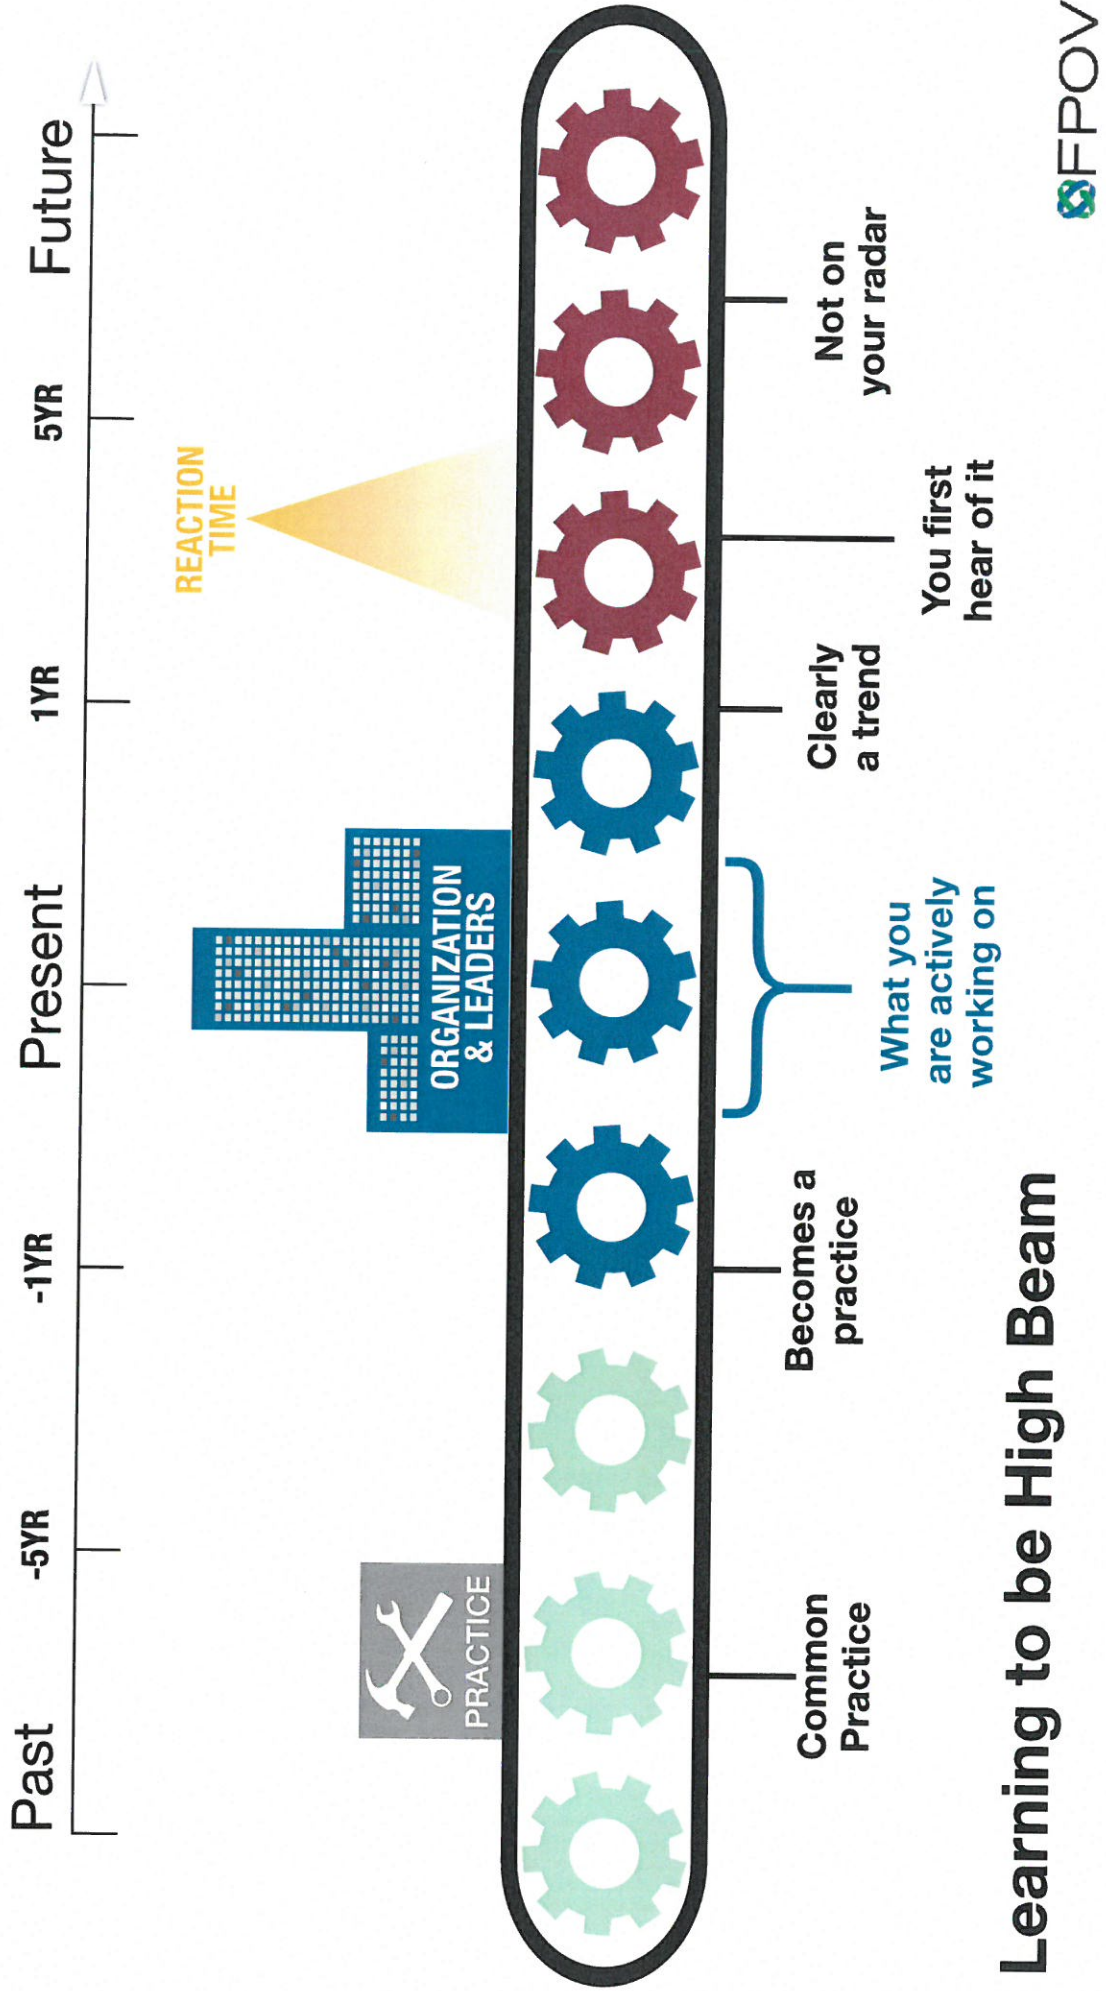 Past
-5YR
-1YR
Present
1YR
5YR
Future
REACTION
TIME
PRACTICE
ORGANIZATION
& LEADERS
Common
Practice
Becomes a
practice
What you
are actively
working on
Clearly
a trend
You first
hear of it
Not on
your radar
Learning to be High Beam
FPOV